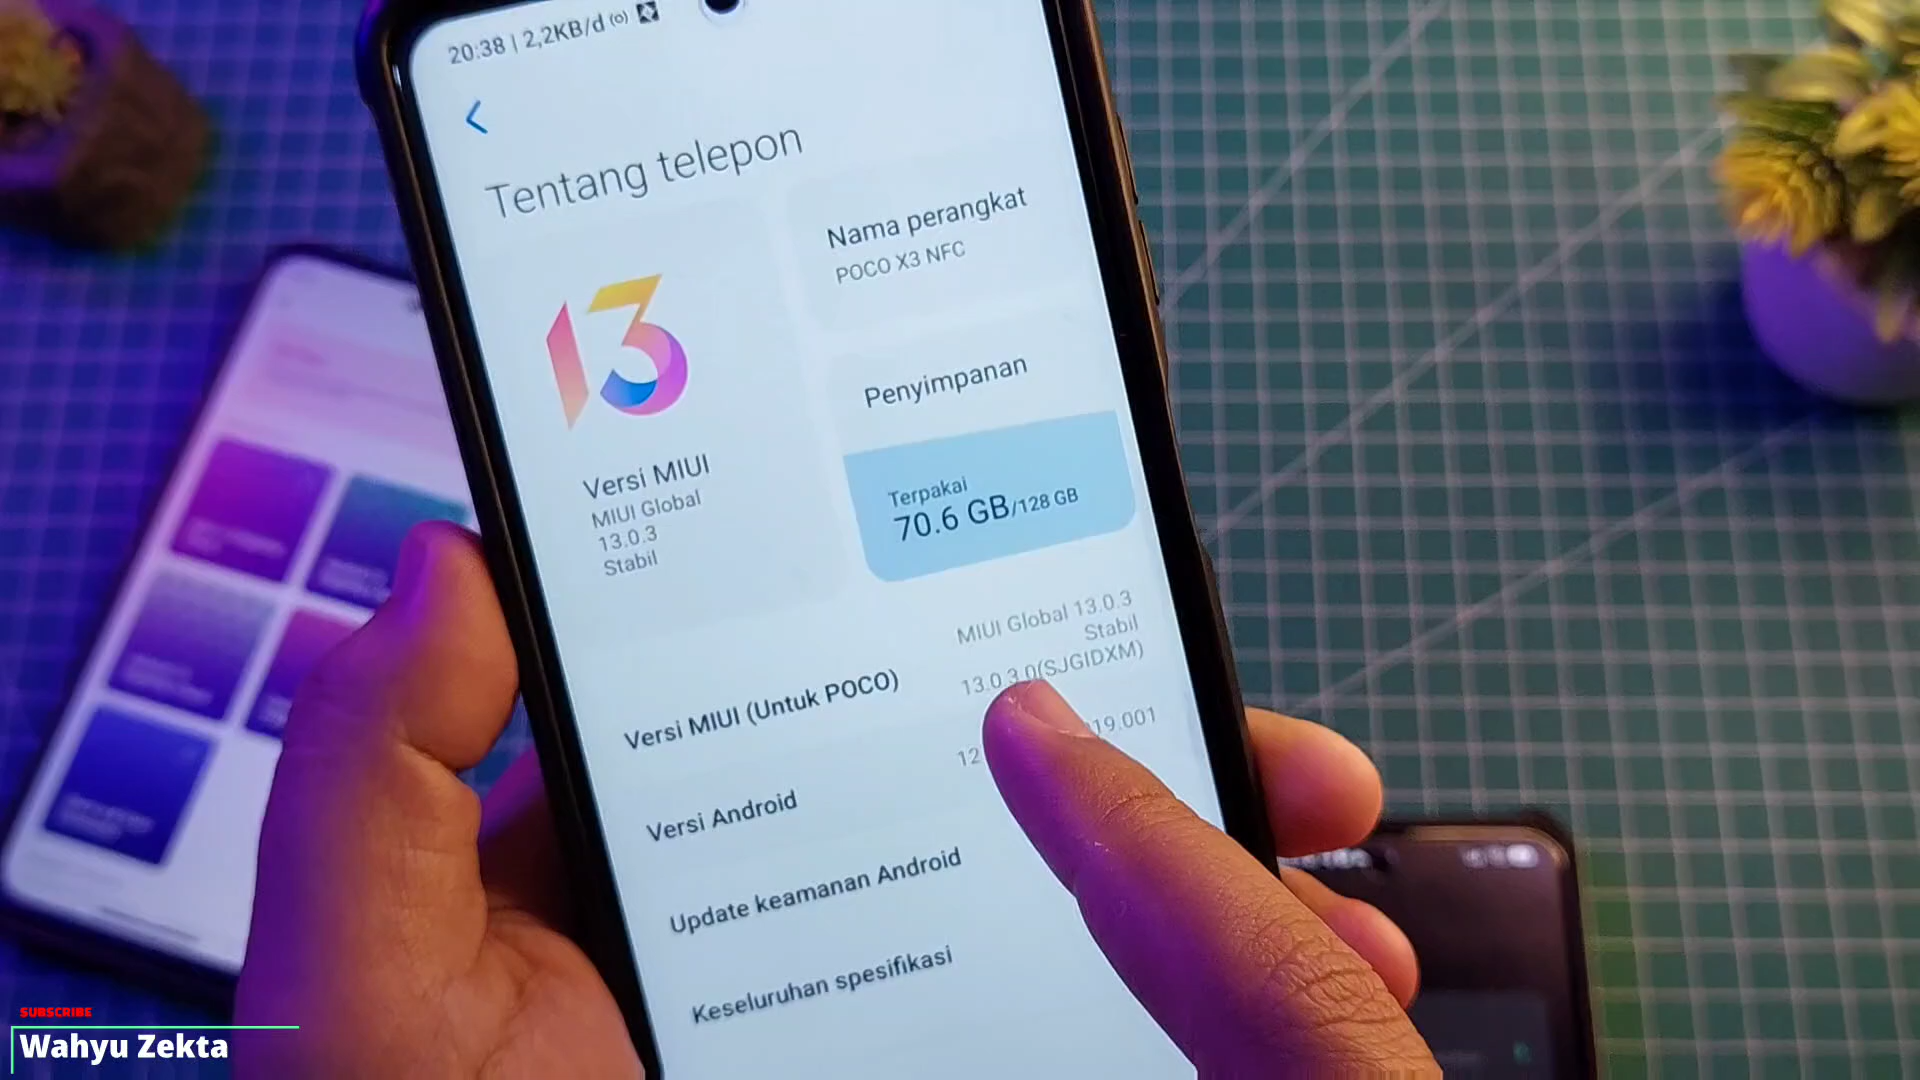 20:38 | 2,2KB/d
Tentang telepon
Nama perangkat
POCO X3 NFC
13
Versi MIUI
MIUI Global
13.0.3
Stabil
Penyimpanan
Terpakai
70.6 GB/128 GB
Versi MIUI (Untuk POCO)
MIUI Global 13.0.3
Stabil
13.0.3.0(SJGIDXM)
Versi Android
12
19.001
Update keamanan Android
Keseluruhan spesifikasi
SUBSCRIBE
Wahyu Zekta